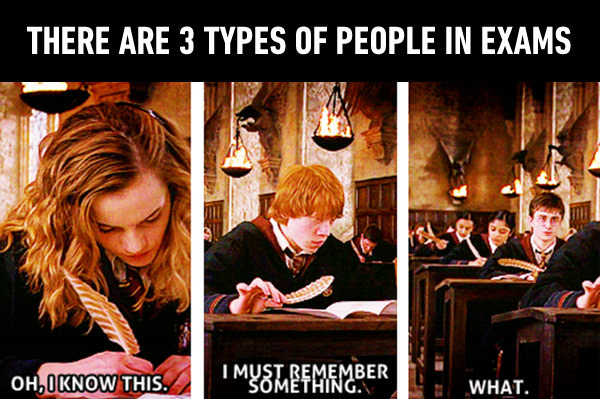 THERE ARE 3 TYPES OF PEOPLE IN EXAMS
OH, I KNOW THIS.
I MUST REMEMBER
SOMETHING.
WHAT.